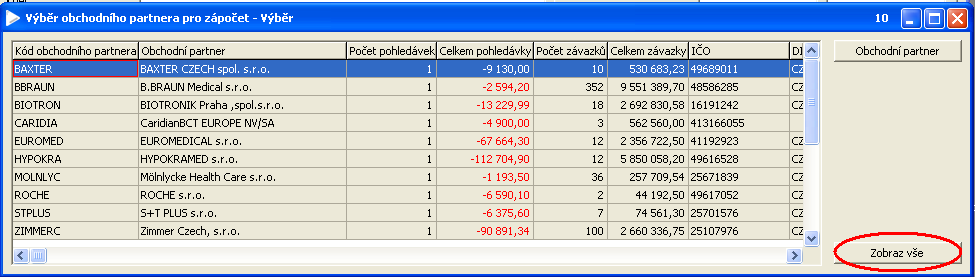 Výběr obchodního partnera pro zápočet - Výběr 10
Kód obchodního partnera Obchodní partner Počet pohledávek Celkem pohledávky Počet závazků Celkem závazky IČO DI
Obchodní partner
BAXTER BAXTER CZECH spol. s.r.o. 1 -9 130,00 10 530 683,23 49689011 CZ
BBRAUN B.BRAUN Medical s.r.o. 1 -2 594,20 352 9 551 389,70 48586285 CZ
BIOTRON BIOTRONIK Praha ,spol.s.r.o. 1 -13 229,99 18 2 692 830,58 16191242 CZ
CARIDIA CaridianBCT EUROPE NV/SA 1 -4 900,00 3 562 560,00 413166055
EUROMED EUROMEDICAL s.r.o. 1 -67 664,30 12 2 356 722,50 41192923 CZ
HYPOKRA HYPOKRAMED s.r.o. 1 -112 704,90 12 5 850 058,20 49616528 CZ
MOLNLYC Mölnlycke Health Care s.r.o. 1 -1 193,50 36 257 709,54 25671839 CZ
ROCHE ROCHE s.r.o. 1 -6 590,10 2 44 192,50 49617052 CZ
STPLUS S+T PLUS s.r.o. 1 -6 375,60 7 74 561,30 25701576 CZ
ZIMMERC Zimmer Czech, s.r.o. 1 -90 891,34 100 2 660 336,75 25107976 CZ
Zobraz vše